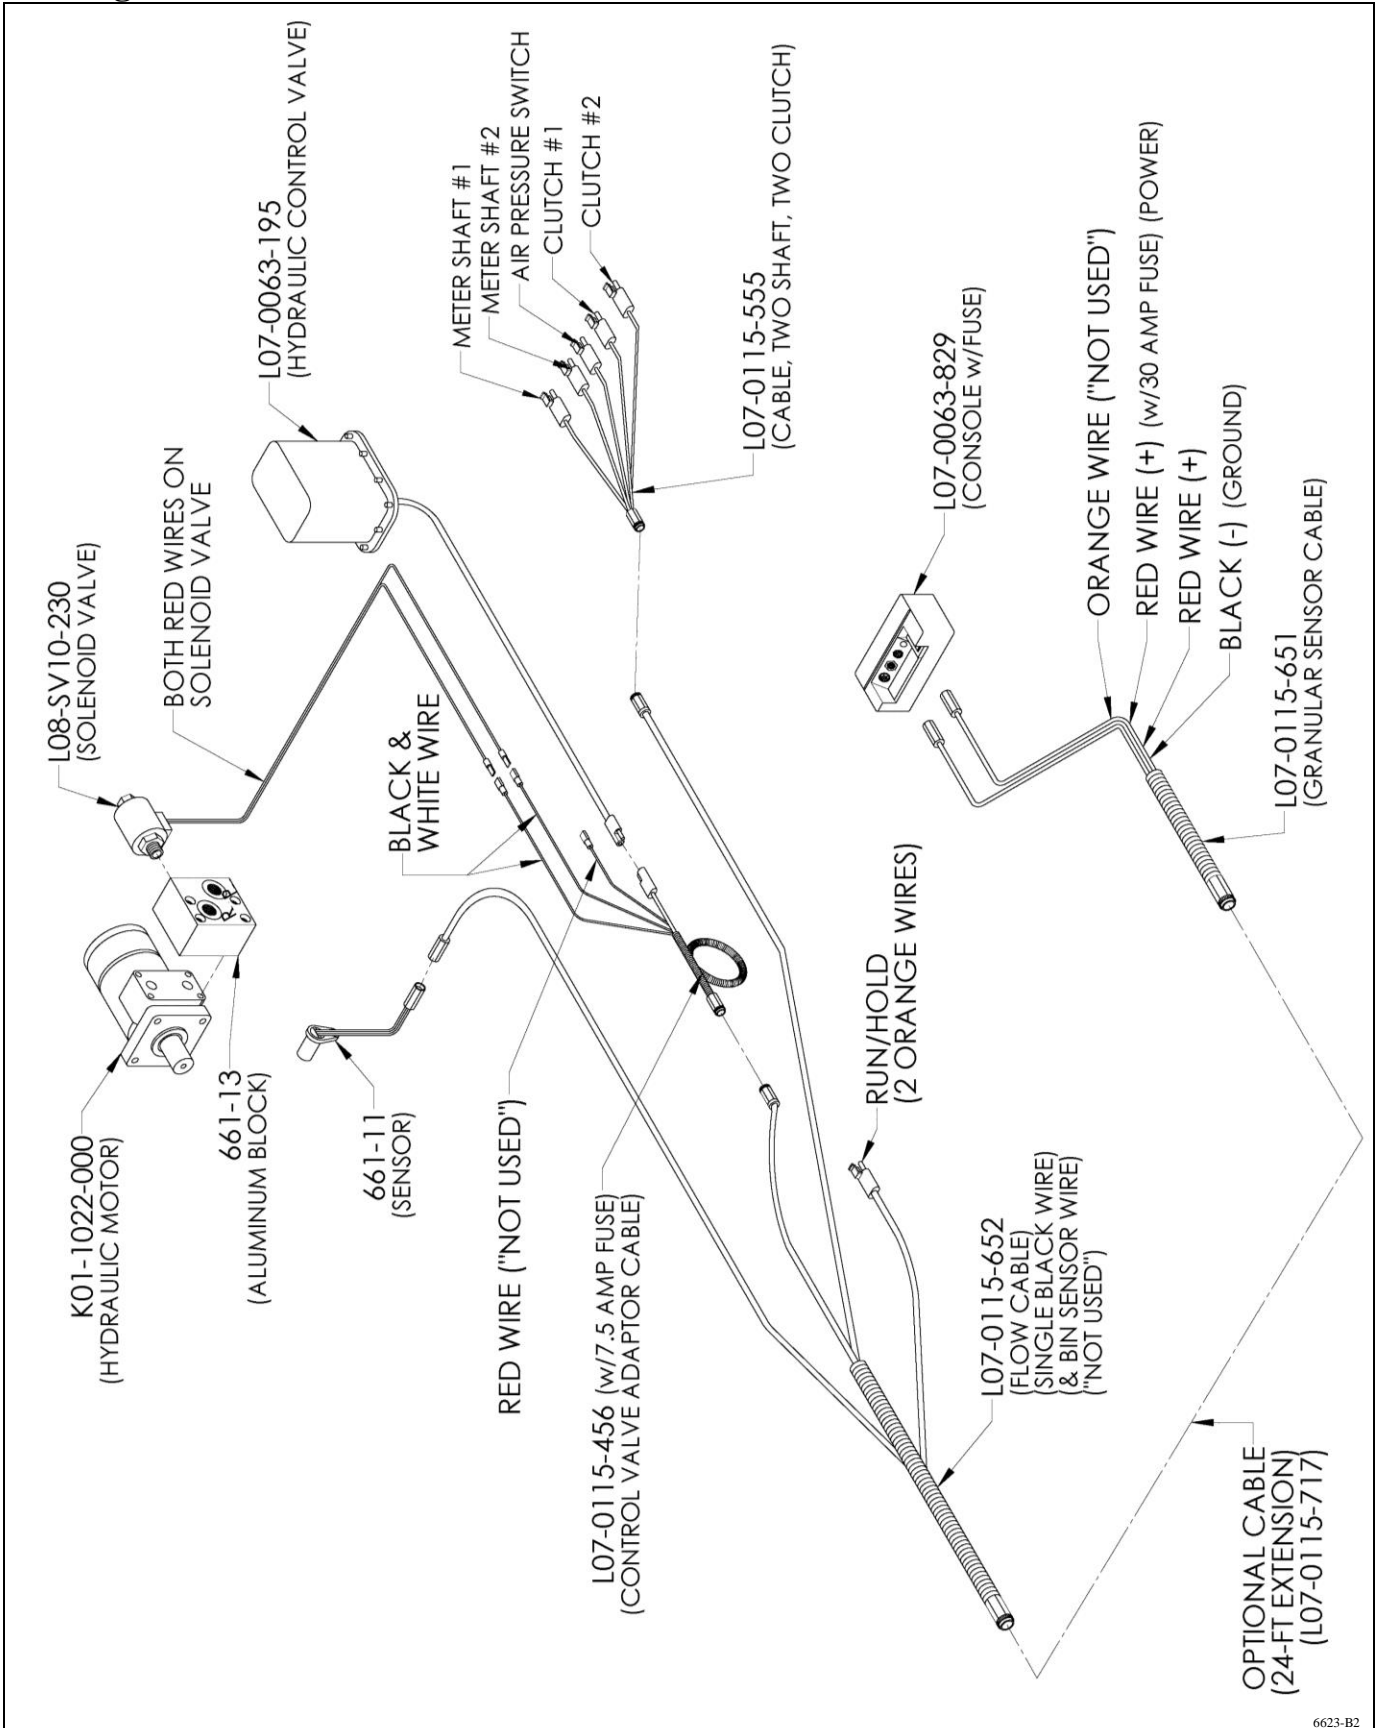 L07-0063-195
(HYDRAULIC CONTROL VALVE)
METER SHAFT #1
METER SHAFT #2
AIR PRESSURE SWITCH
CLUTCH #1
CLUTCH #2
L07-0115-555
(CABLE, TWO SHAFT, TWO CLUTCH)
L08-SV10-230
(SOLENOID VALVE)
BOTH RED WIRES ON
SOLENOID VALVE
BLACK &
WHITE WIRE
L07-0063-829
(CONSOLE W/FUSE)
ORANGE WIRE ("NOT USED")
RED WIRE (+) (w/30 AMP FUSE) (POWER)
RED WIRE (+)
BLACK (-) (GROUND)
L07-0115-651
(GRANULAR SENSOR CABLE)
K01-1022-000
(HYDRAULIC MOTOR)
661-13
(ALUMINUM BLOCK)
661-11
(SENSOR)
RED WIRE ("NOT USED")
L07-0115-456 (w/7.5 AMP FUSE)
(CONTROL VALVE ADAPTOR CABLE)
RUN/HOLD
(2 ORANGE WIRES)
L07-0115-652
(FLOW CABLE)
(SINGLE BLACK WIRE)
& BIN SENSOR WIRE)
("NOT USED")
OPTIONAL CABLE
(24-FT EXTENSION)
(L07-0115-717)
6623-B2